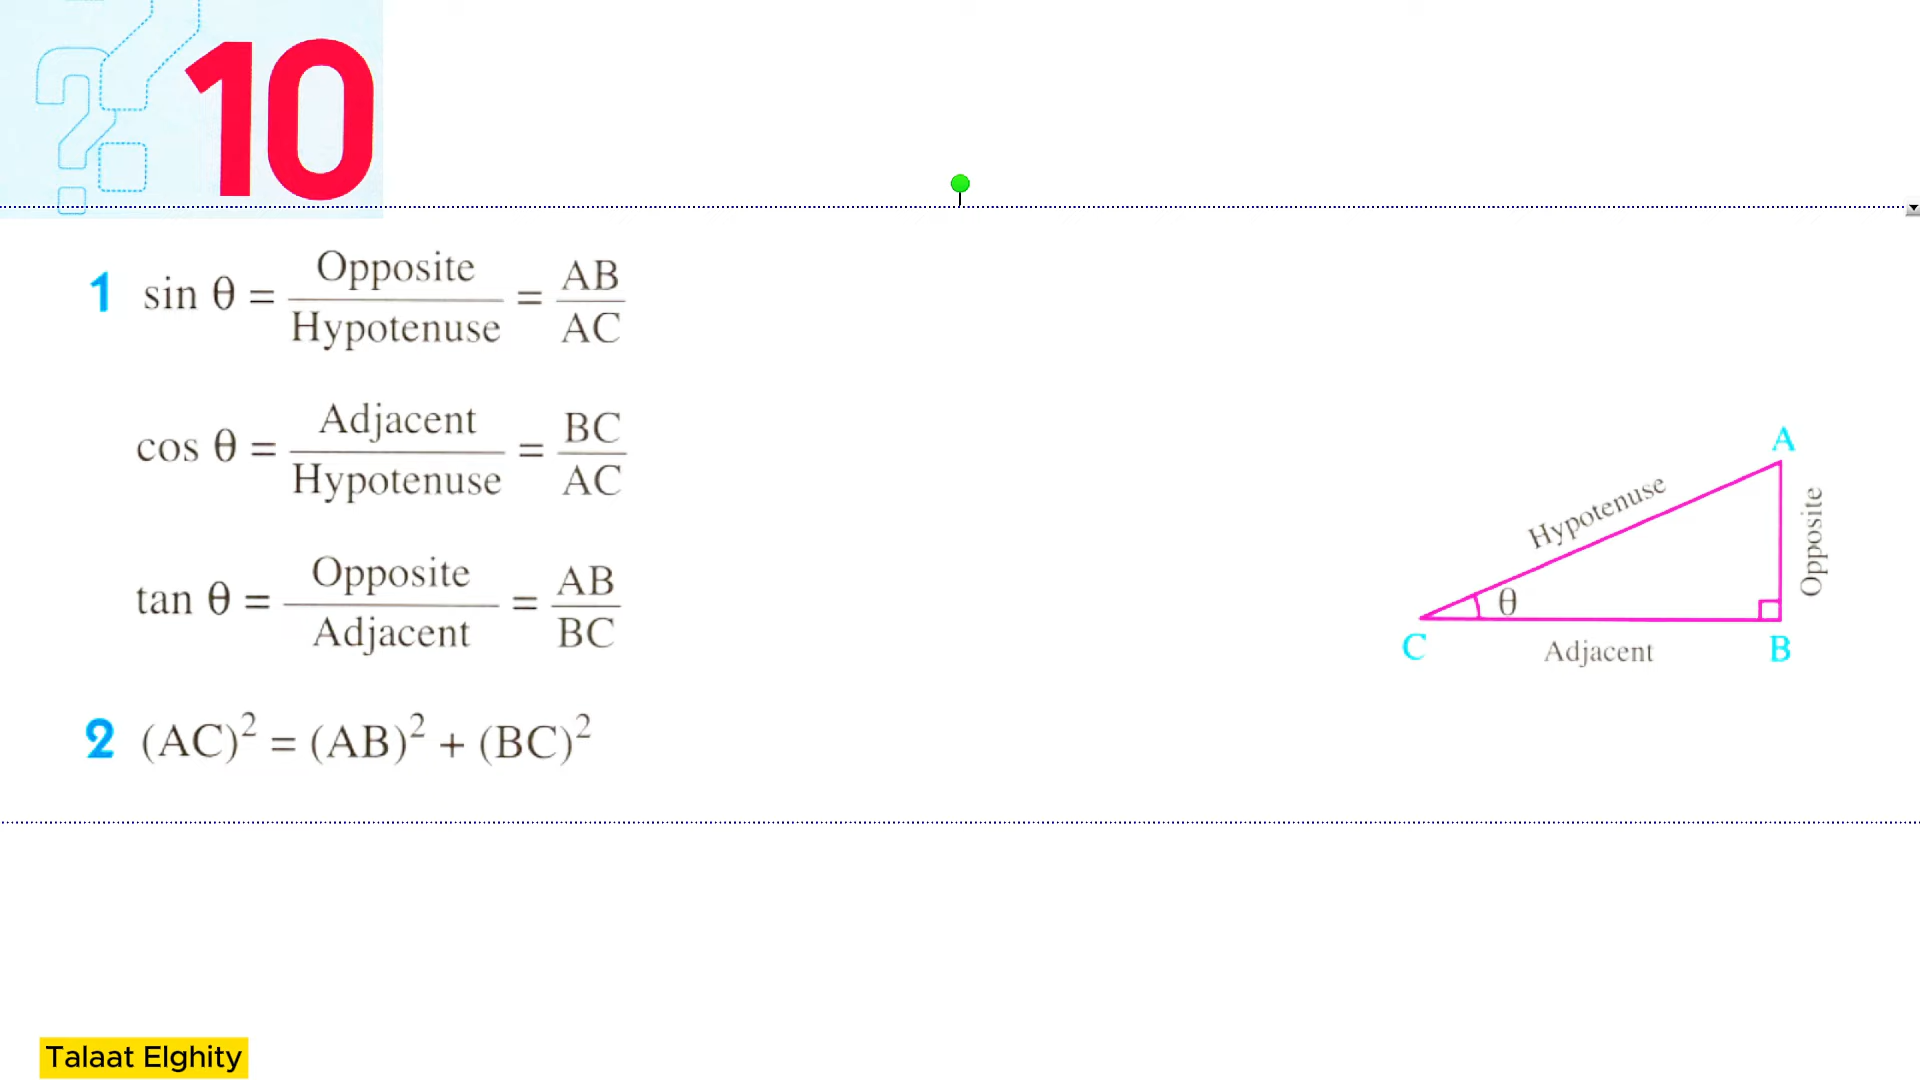 10
1 sin θ = Opposite / Hypotenuse = AB / AC
cos θ = Adjacent / Hypotenuse = BC / AC
tan θ = Opposite / Adjacent = AB / BC
2 (AC)² = (AB)² + (BC)²
A
Hypotenuse
Opposite
θ
C
Adjacent
B
Talaat Elghity